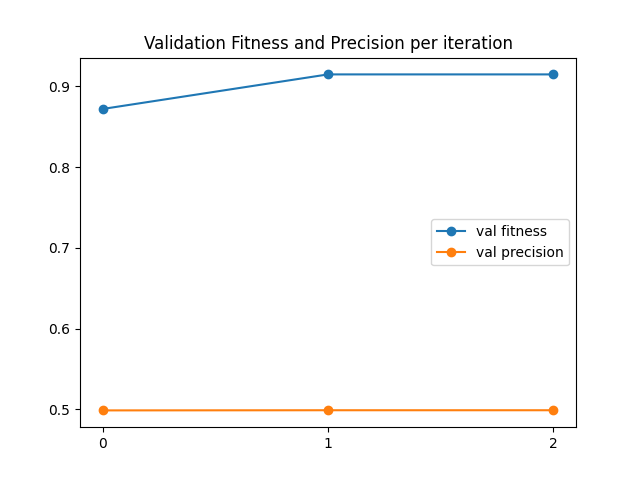 Validation Fitness and Precision per iteration
0.9
0.8
0.7
0.6
0.5
val fitness
val precision
0 1 2